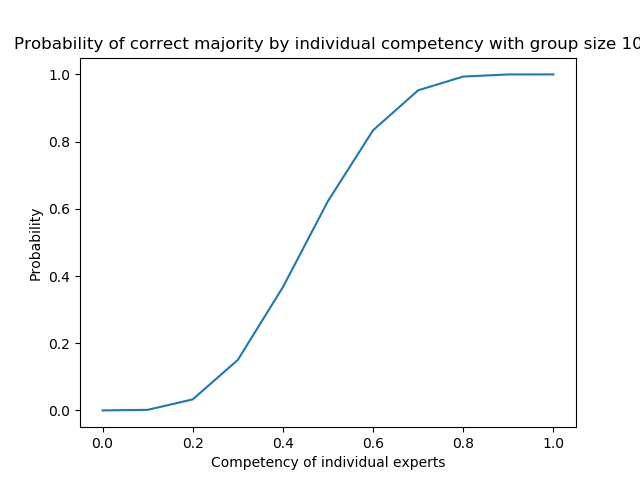 Probability of correct majority by individual competency with group size 10
1.0
0.8
0.6
0.4
0.2
0.0
Probability
0.0 0.2 0.4 0.6 0.8 1.0
Competency of individual experts